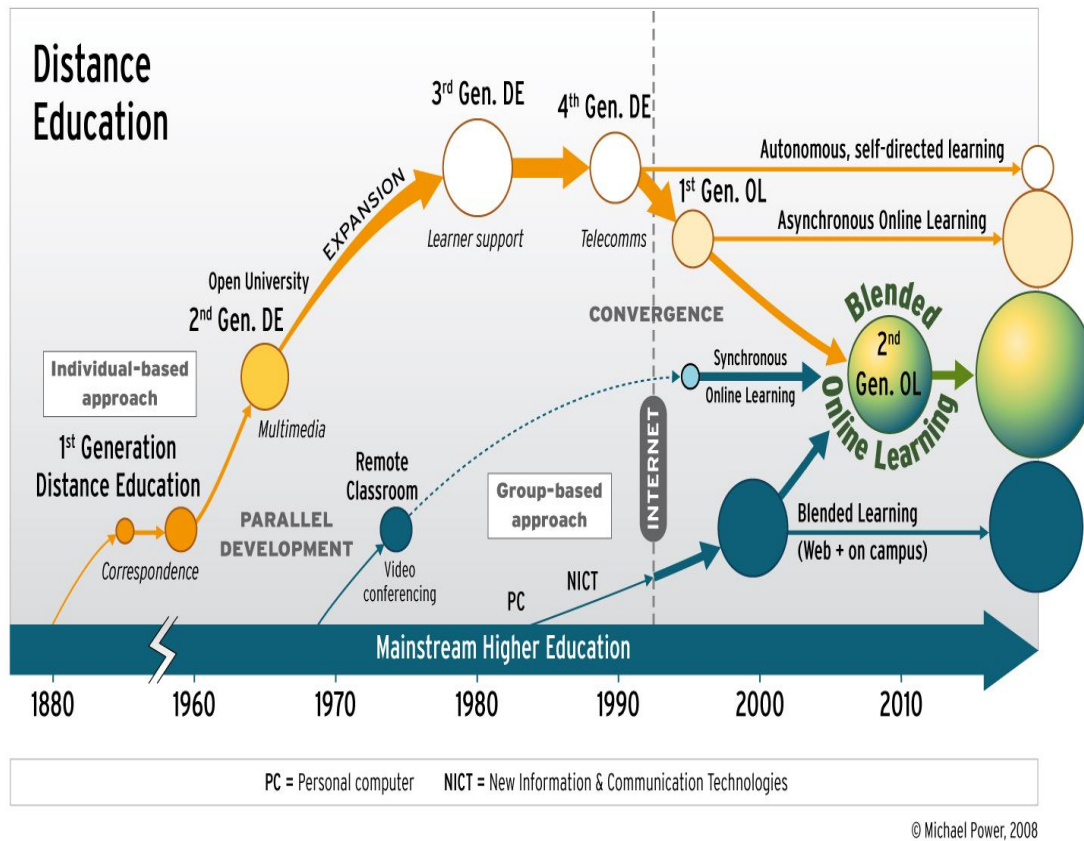 Distance
Education
3rd Gen. DE
4th Gen. DE
Autonomous, self-directed learning
1st Gen. OL
EXPANSION
Asynchronous Online Learning
Learner support
Telecomms
Open University
2nd Gen. DE
CONVERGENCE
Blended
2nd
Gen. OL
Online Learning
Individual-based
approach
Synchronous
Online Learning
Multimedia
1st Generation
Distance Education
Remote
Classroom
Group-based
approach
INTERNET
PARALLEL
DEVELOPMENT
Blended Learning
(Web + on campus)
Correspondence
Video
conferencing
NICT
PC
Mainstream Higher Education
1880 1960 1970 1980 1990 2000 2010
PC = Personal computer NICT = New Information & Communication Technologies
© Michael Power, 2008